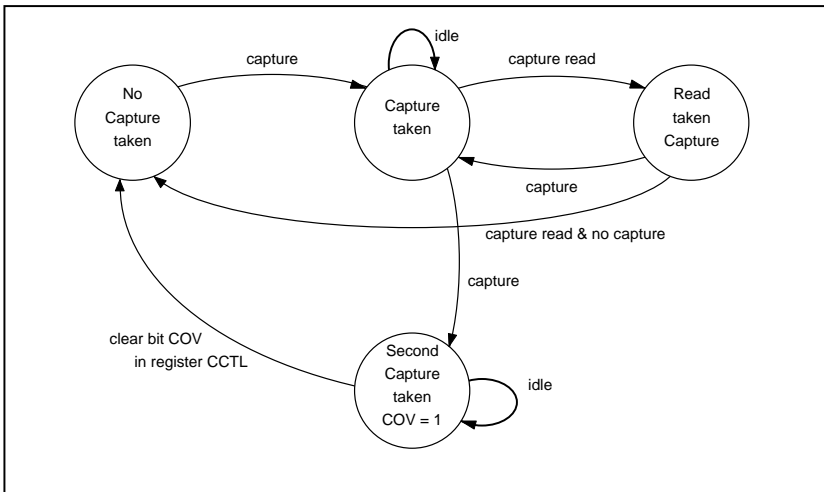 idle
capture
capture read
No
Capture
taken
Capture
taken
Read
taken
Capture
capture
capture read & no capture
capture
clear bit COV
in register CCTL
Second
Capture
taken
COV = 1
idle